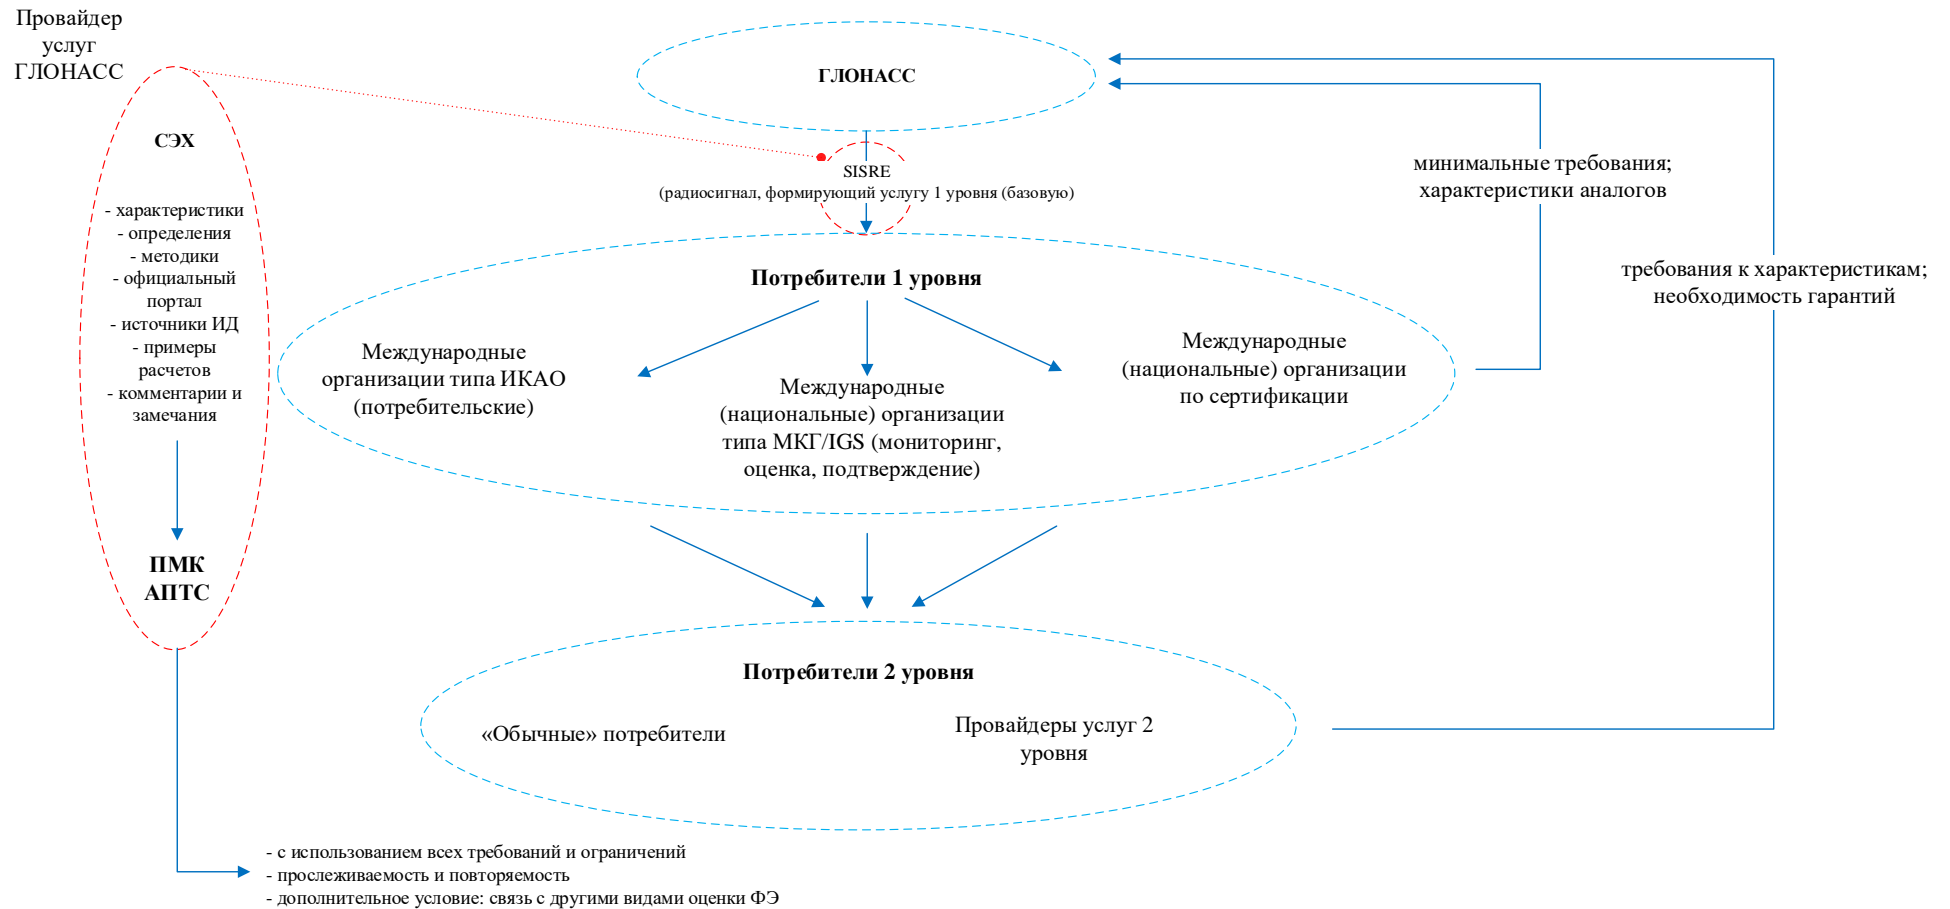 Провайдер
услуг
ГЛОНАСС
СЭХ
- характеристики
- определения
- методики
- официальный
портал
- источники ИД
- примеры
расчетов
- комментарии и
замечания
ПМК
АПТС
ГЛОНАСС
SISRE
(радиосигнал, формирующий услугу 1 уровня (базовую)
минимальные требования;
характеристики аналогов
требования к характеристикам;
необходимость гарантий
Потребители 1 уровня
Международные
организации типа ИКАО
(потребительские)
Международные
(национальные) организации
типа МКГ/IGS (мониторинг,
оценка, подтверждение)
Международные
(национальные) организации
по сертификации
Потребители 2 уровня
«Обычные» потребители
Провайдеры услуг 2
уровня
- с использованием всех требований и ограничений
- прослеживаемость и повторяемость
- дополнительное условие: связь с другими видами оценки ФЭ